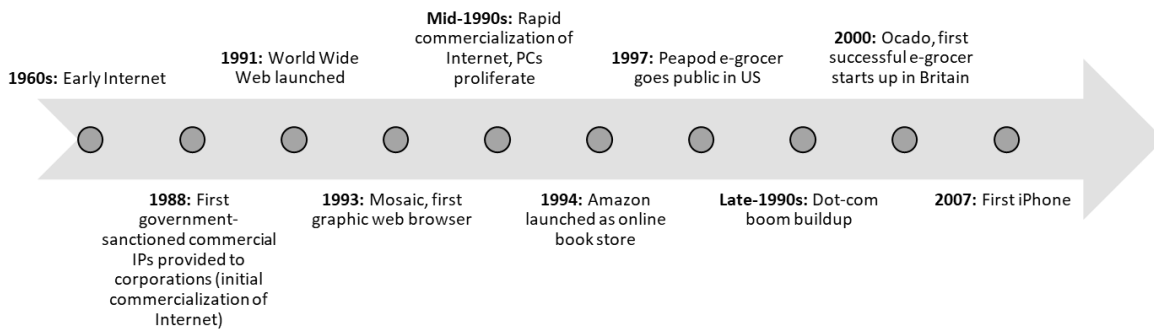 1960s: Early Internet
1988: First
government-
sanctioned commercial
IPs provided to
corporations (initial
commercialization of
Internet)
1991: World Wide
Web launched
1993: Mosaic, first
graphic web browser
Mid-1990s: Rapid
commercialization of
Internet, PCs
proliferate
1994: Amazon
launched as online
book store
1997: Peapod e-grocer
goes public in US
Late-1990s: Dot-com
boom buildup
2000: Ocado, first
successful e-grocer
starts up in Britain
2007: First iPhone